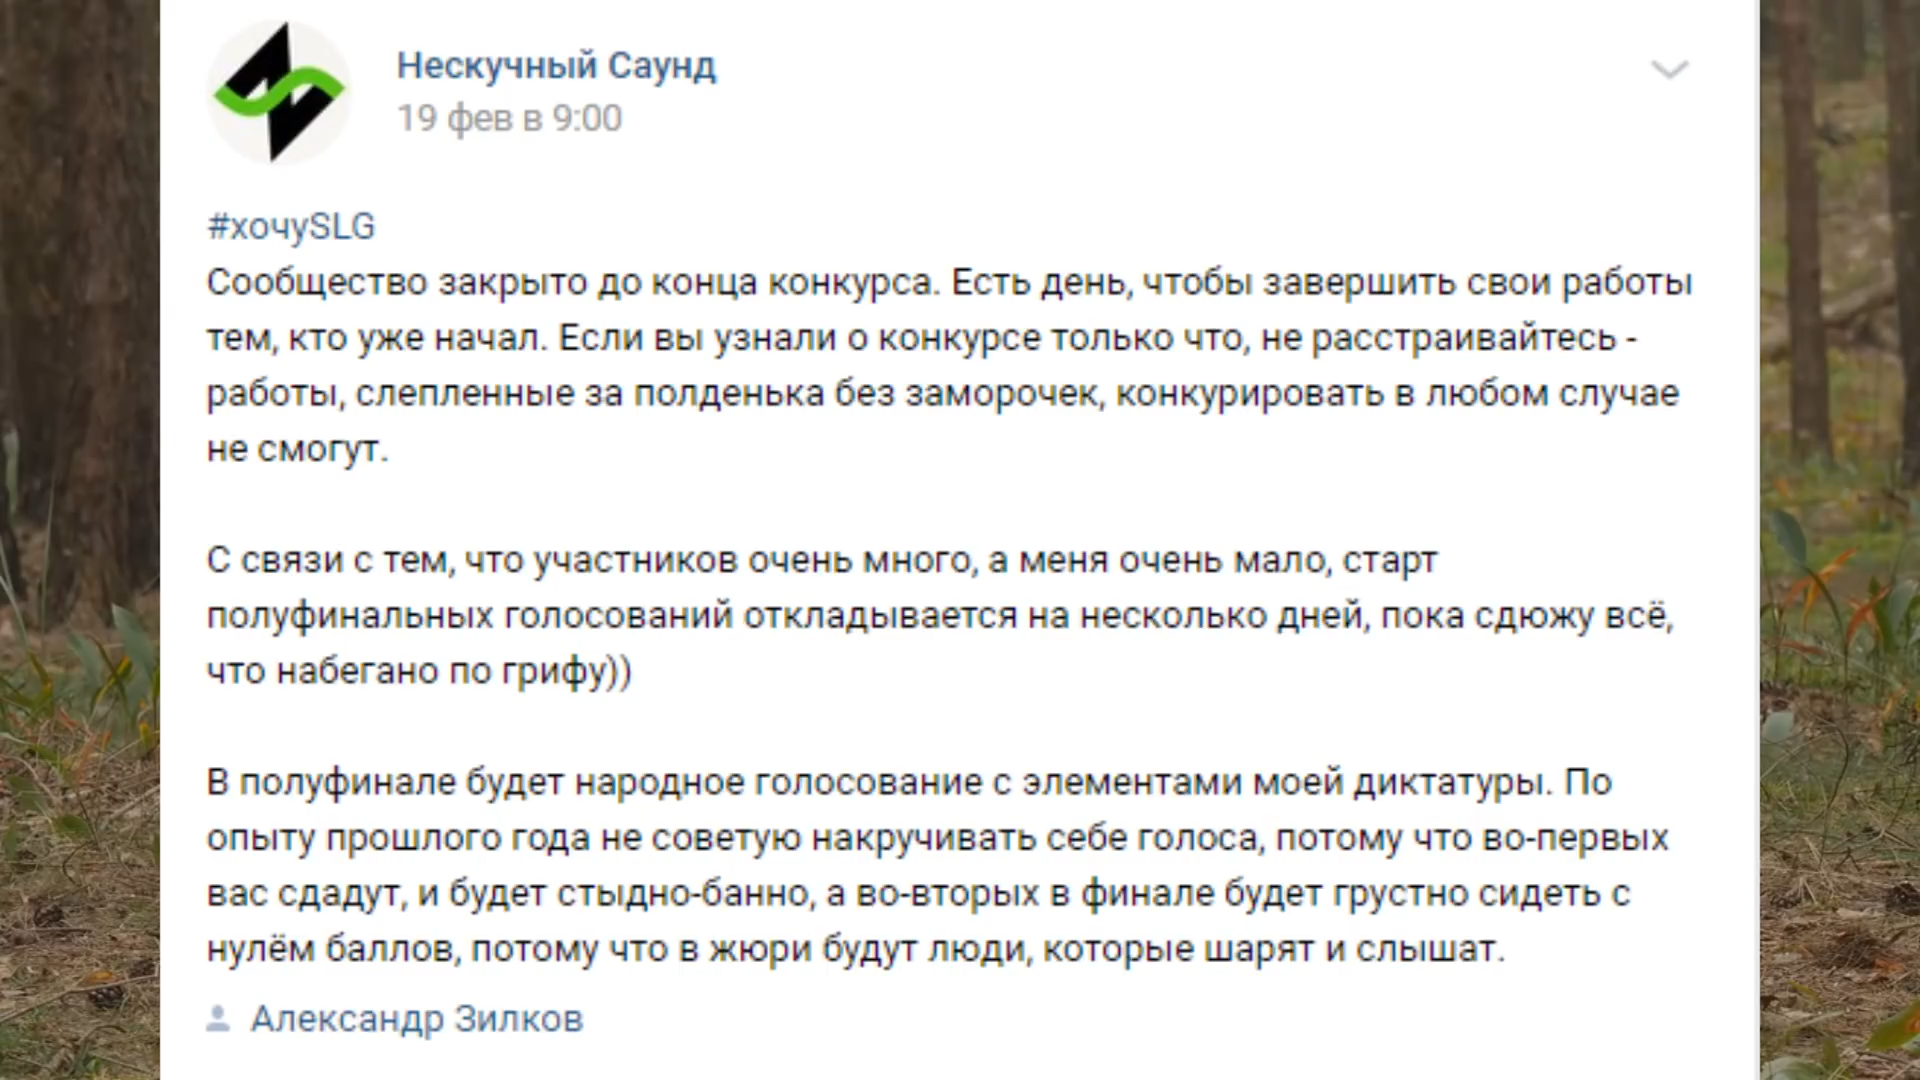 Нескучный Саунд
19 фев в 9:00
#хочуSLG
Сообщество закрыто до конца конкурса. Есть день, чтобы завершить свои работы
тем, кто уже начал. Если вы узнали о конкурсе только что, не расстраивайтесь -
работы, слепленные за полденька без заморочек, конкурировать в любом случае
не смогут.
С связи с тем, что участников очень много, а меня очень мало, старт
полуфинальных голосований откладывается на несколько дней, пока сдюжу всё,
что набегано по грифу))
В полуфинале будет народное голосование с элементами моей диктатуры. По
опыту прошлого года не советую накручивать себе голоса, потому что во-первых
вас сдадут, и будет стыдно-банно, а во-вторых в финале будет грустно сидеть с
нулём баллов, потому что в жюри будут люди, которые шарят и слышат.
Александр Зилков